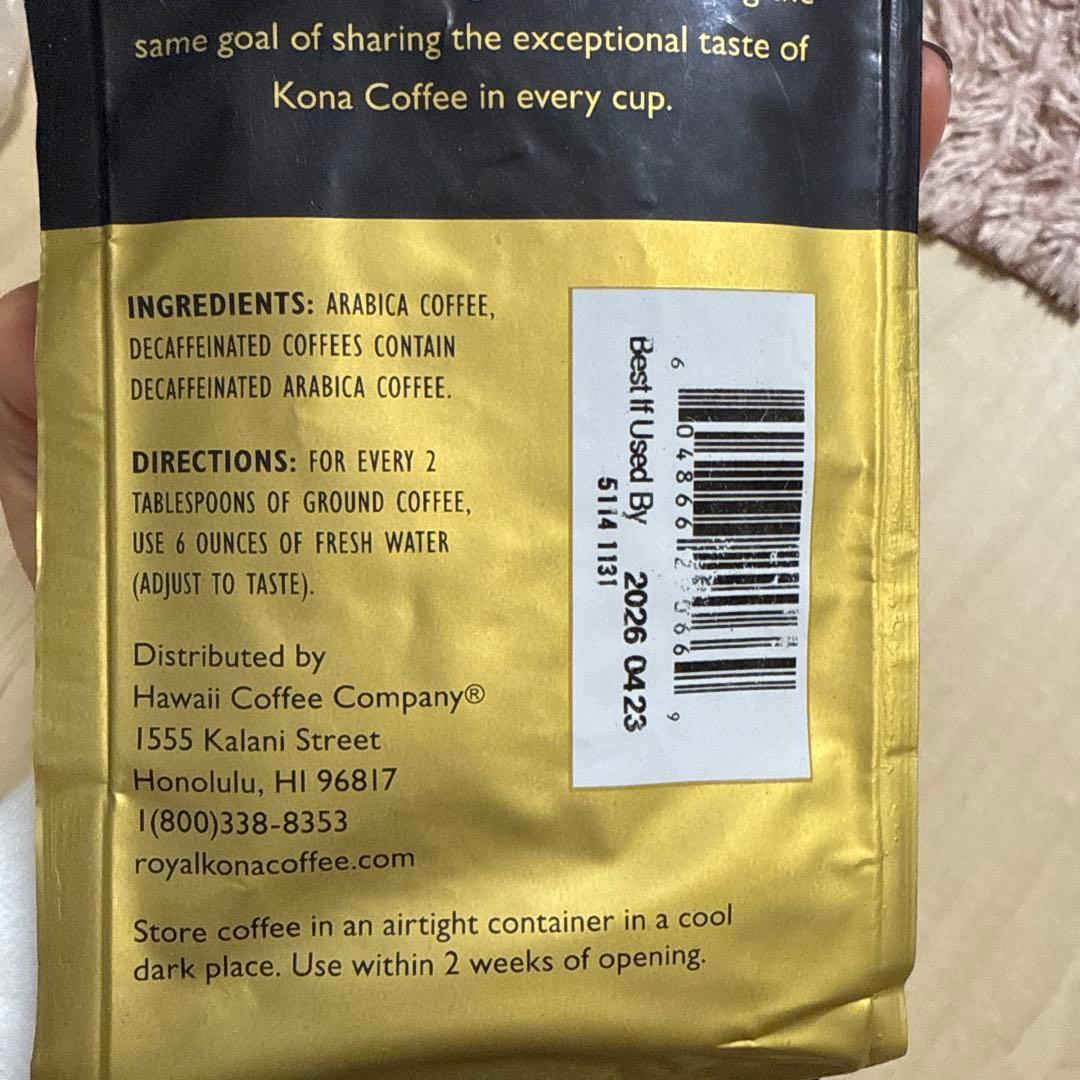 same goal of sharing the exceptional taste of
Kona Coffee in every cup.
INGREDIENTS: ARABICA COFFEE,
DECAFFEINATED COFFEES CONTAIN
DECAFFEINATED ARABICA COFFEE.
DIRECTIONS: FOR EVERY 2
TABLESPOONS OF GROUND COFFEE,
USE 6 OUNCES OF FRESH WATER
(ADJUST TO TASTE).
Distributed by
Hawaii Coffee Company®
1555 Kalani Street
Honolulu, HI 96817
1(800)338-8353
royalkonacoffee.com
Store coffee in an airtight container in a cool
dark place. Use within 2 weeks of opening.
Best If Used By 2026 04 23
5114 1131